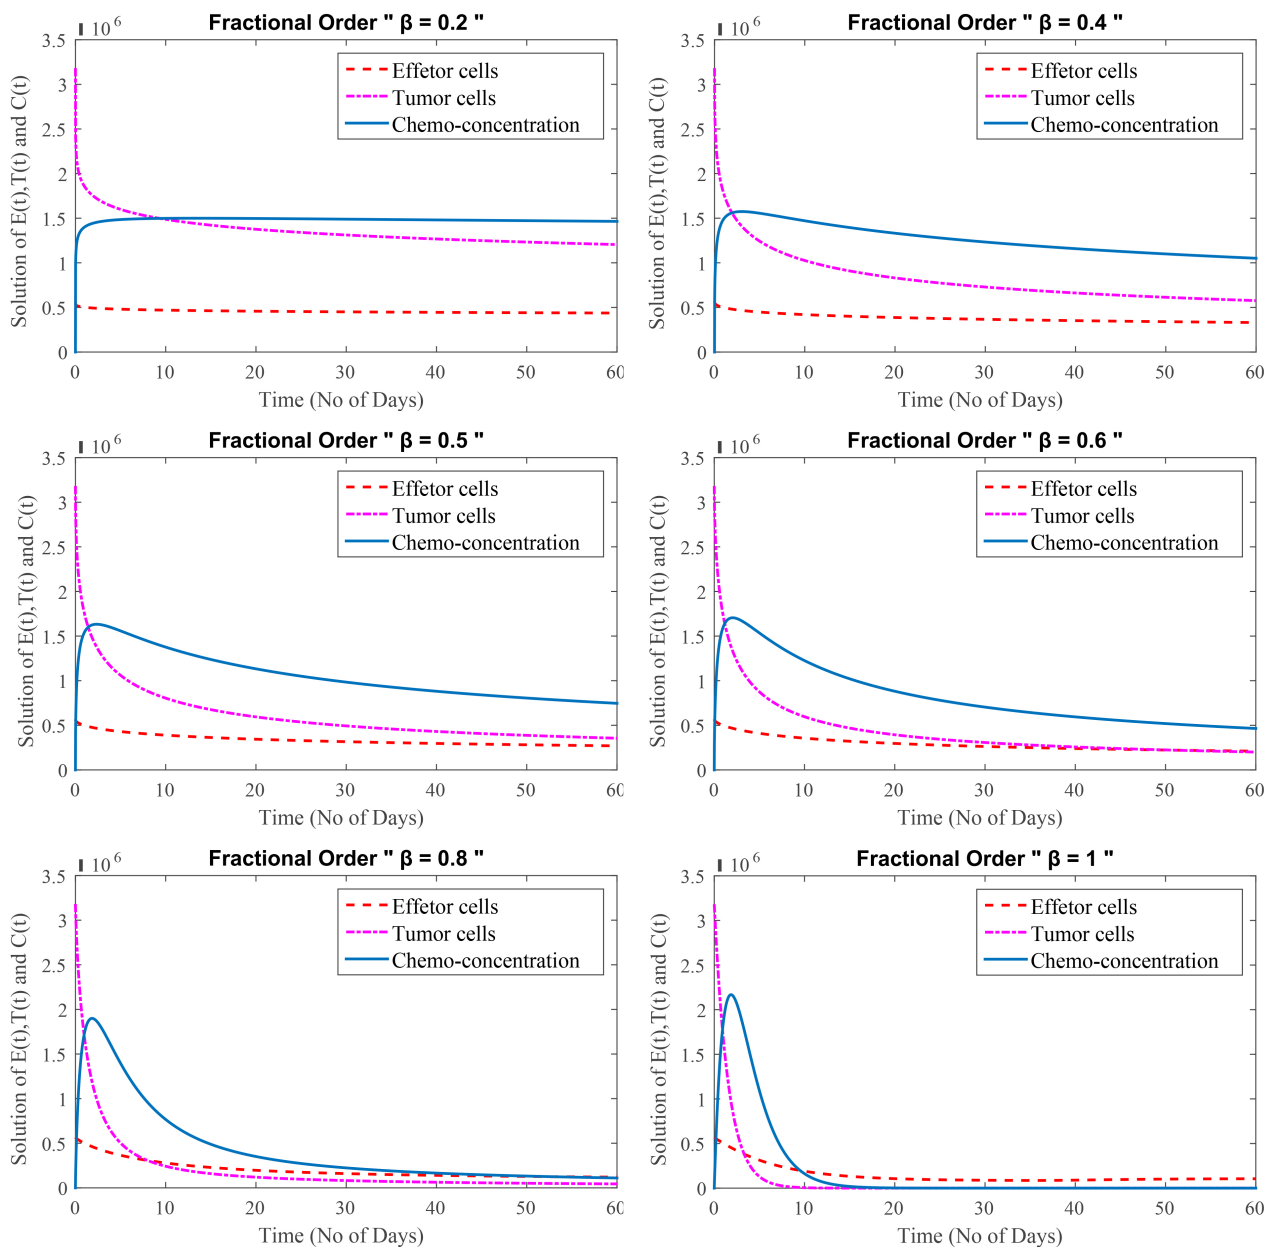 Fractional Order " β = 0.2 "
10 6
3.5
3
2.5
2
1.5
1
0.5
0
Solution of E(t),T(t) and C(t)
Effetor cells
Tumor cells
Chemo-concentration
0 10 20 30 40 50 60
Time (No of Days)
Fractional Order " β = 0.4 "
10 6
3.5
3
2.5
2
1.5
1
0.5
0
Solution of E(t),T(t) and C(t)
Effetor cells
Tumor cells
Chemo-concentration
0 10 20 30 40 50 60
Time (No of Days)
Fractional Order " β = 0.5 "
10 6
3.5
3
2.5
2
1.5
1
0.5
0
Solution of E(t),T(t) and C(t)
Effetor cells
Tumor cells
Chemo-concentration
0 10 20 30 40 50 60
Time (No of Days)
Fractional Order " β = 0.6 "
10 6
3.5
3
2.5
2
1.5
1
0.5
0
Solution of E(t),T(t) and C(t)
Effetor cells
Tumor cells
Chemo-concentration
0 10 20 30 40 50 60
Time (No of Days)
Fractional Order " β = 0.8 "
10 6
3.5
3
2.5
2
1.5
1
0.5
0
Solution of E(t),T(t) and C(t)
Effetor cells
Tumor cells
Chemo-concentration
0 10 20 30 40 50 60
Time (No of Days)
Fractional Order " β = 1 "
10 6
3.5
3
2.5
2
1.5
1
0.5
0
Solution of E(t),T(t) and C(t)
Effetor cells
Tumor cells
Chemo-concentration
0 10 20 30 40 50 60
Time (No of Days)